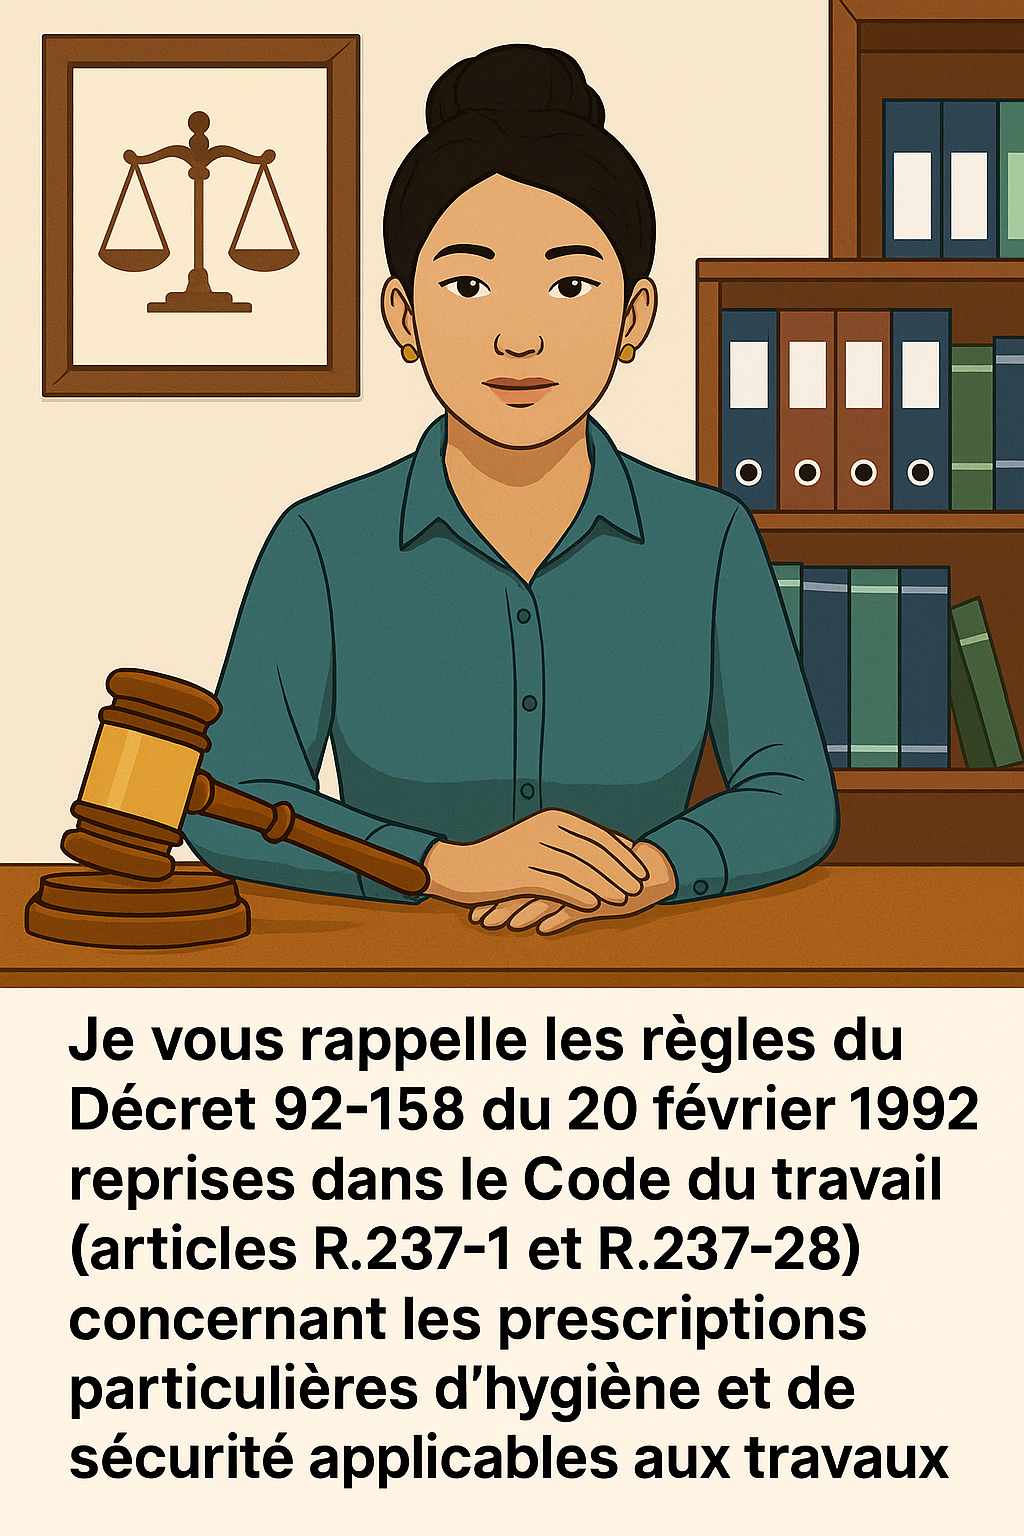 Je vous rappelle les règles du
Décret 92-158 du 20 février 1992
reprises dans le Code du travail
(articles R.237-1 et R.237-28)
concernant les prescriptions
particulières d’hygiène et de
sécurité applicables aux travaux